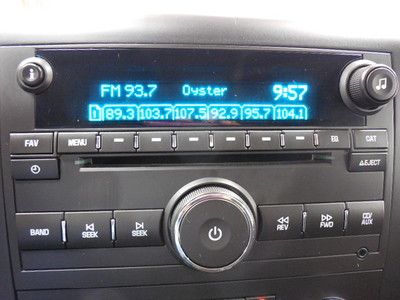 FM 93.7 Oyster 9:57
1 89.3 103.7 107.5 92.9 95.7 104.1
FAV MENU EQ CAT
EJECT
BAND SEEK SEEK REV FWD CD/AUX